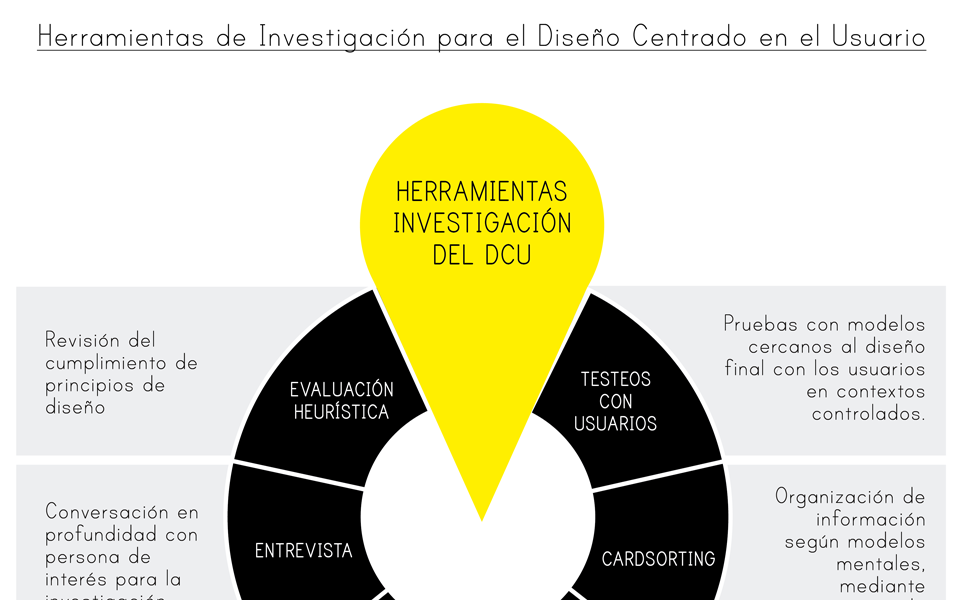 Herramientas de Investigación para el Diseño Centrado en el Usuario
HERRAMIENTAS
INVESTIGACIÓN
DEL DCU
Revisión del
cumplimiento de
principios de
diseño
EVALUACIÓN
HEURÍSTICA
TESTEOS
CON
USUARIOS
Pruebas con modelos
cercanos al diseño
final con los usuarios
en contextos
controlados.
Conversación en
profundidad con
persona de
interés para la
investigación
ENTREVISTA
CARDSORTING
Organización de
información
según modelos
mentales,
mediante